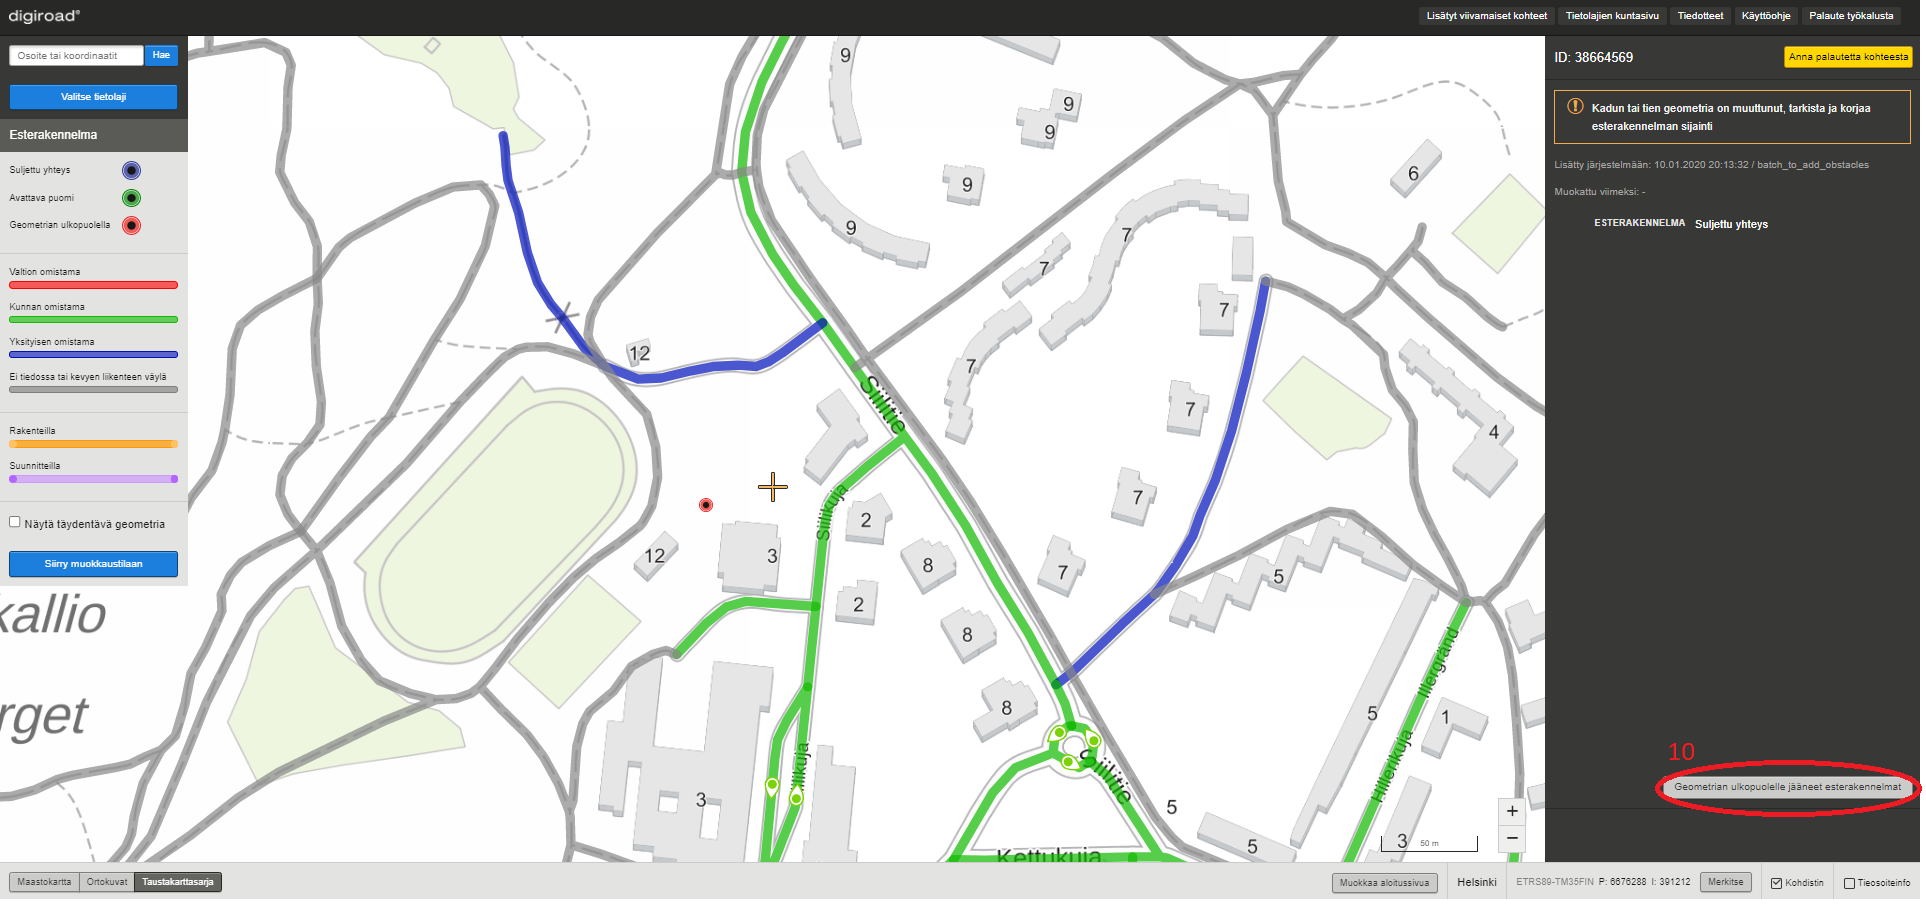 digiroad
Lisätyt viivamaiset kohteet
Tietolajien kuntasivu
Tiedotteet
Käyttöohje
Palaute työkalusta
Osoite tai koordinaatit
Hae
Valitse tietolaji
Esterakennelma
Suljettu yhteys
Avattava puomi
Geometrian ulkopuolella
Valtion omistama
Kunnan omistama
Yksityisen omistama
Ei tiedossa tai kevyen liikenteen väylä
Rakenteilla
Suunnitteilla
Näytä täydentävä geometria
Siirry muokkaustilaan
kallio
rget
9
9
9
9
9
6
7
7
7
7
7
7
7
12
12
4
Siilitie
Siilikuja
2
3
8
2
5
8
8
Siilitie
3
ilikuja
5
Illergränd
Hillerikuja
1
5
5
3
Kettukuja
+
−
50 m
ID: 38664569
Anna palautetta kohteesta
Kadun tai tien geometria on muuttunut, tarkista ja korjaa
esterakennelman sijainti
Lisätty järjestelmään: 10.01.2020 20:13:32 / batch_to_add_obstacles
Muokattu viimeksi: -
ESTERAKENNELMA Suljettu yhteys
10
Geometrian ulkopuolelle jääneet esterakennelmat
Maastokartta
Ortokuvat
Taustakarttasarja
Muokkaa aloitussivua
Helsinki
ETRS89-TM35FIN P: 6676288 I: 391212
Merkitse
Kohdistin
Tieosoiteinfo